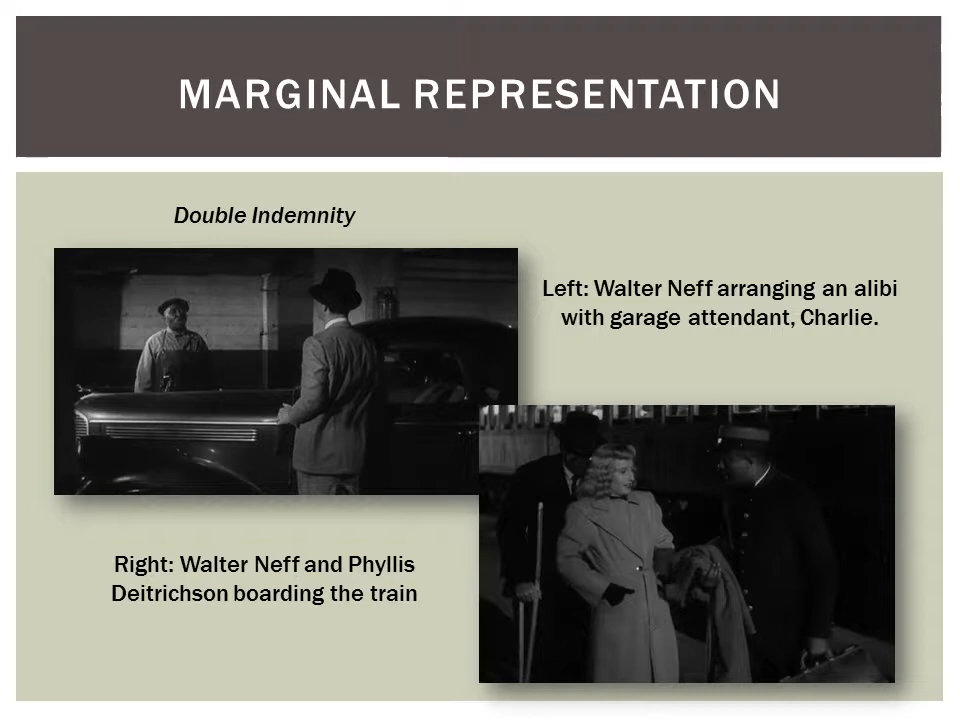 MARGINAL REPRESENTATION
Double Indemnity
Left: Walter Neff arranging an alibi
with garage attendant, Charlie.
Right: Walter Neff and Phyllis
Deitrichson boarding the train